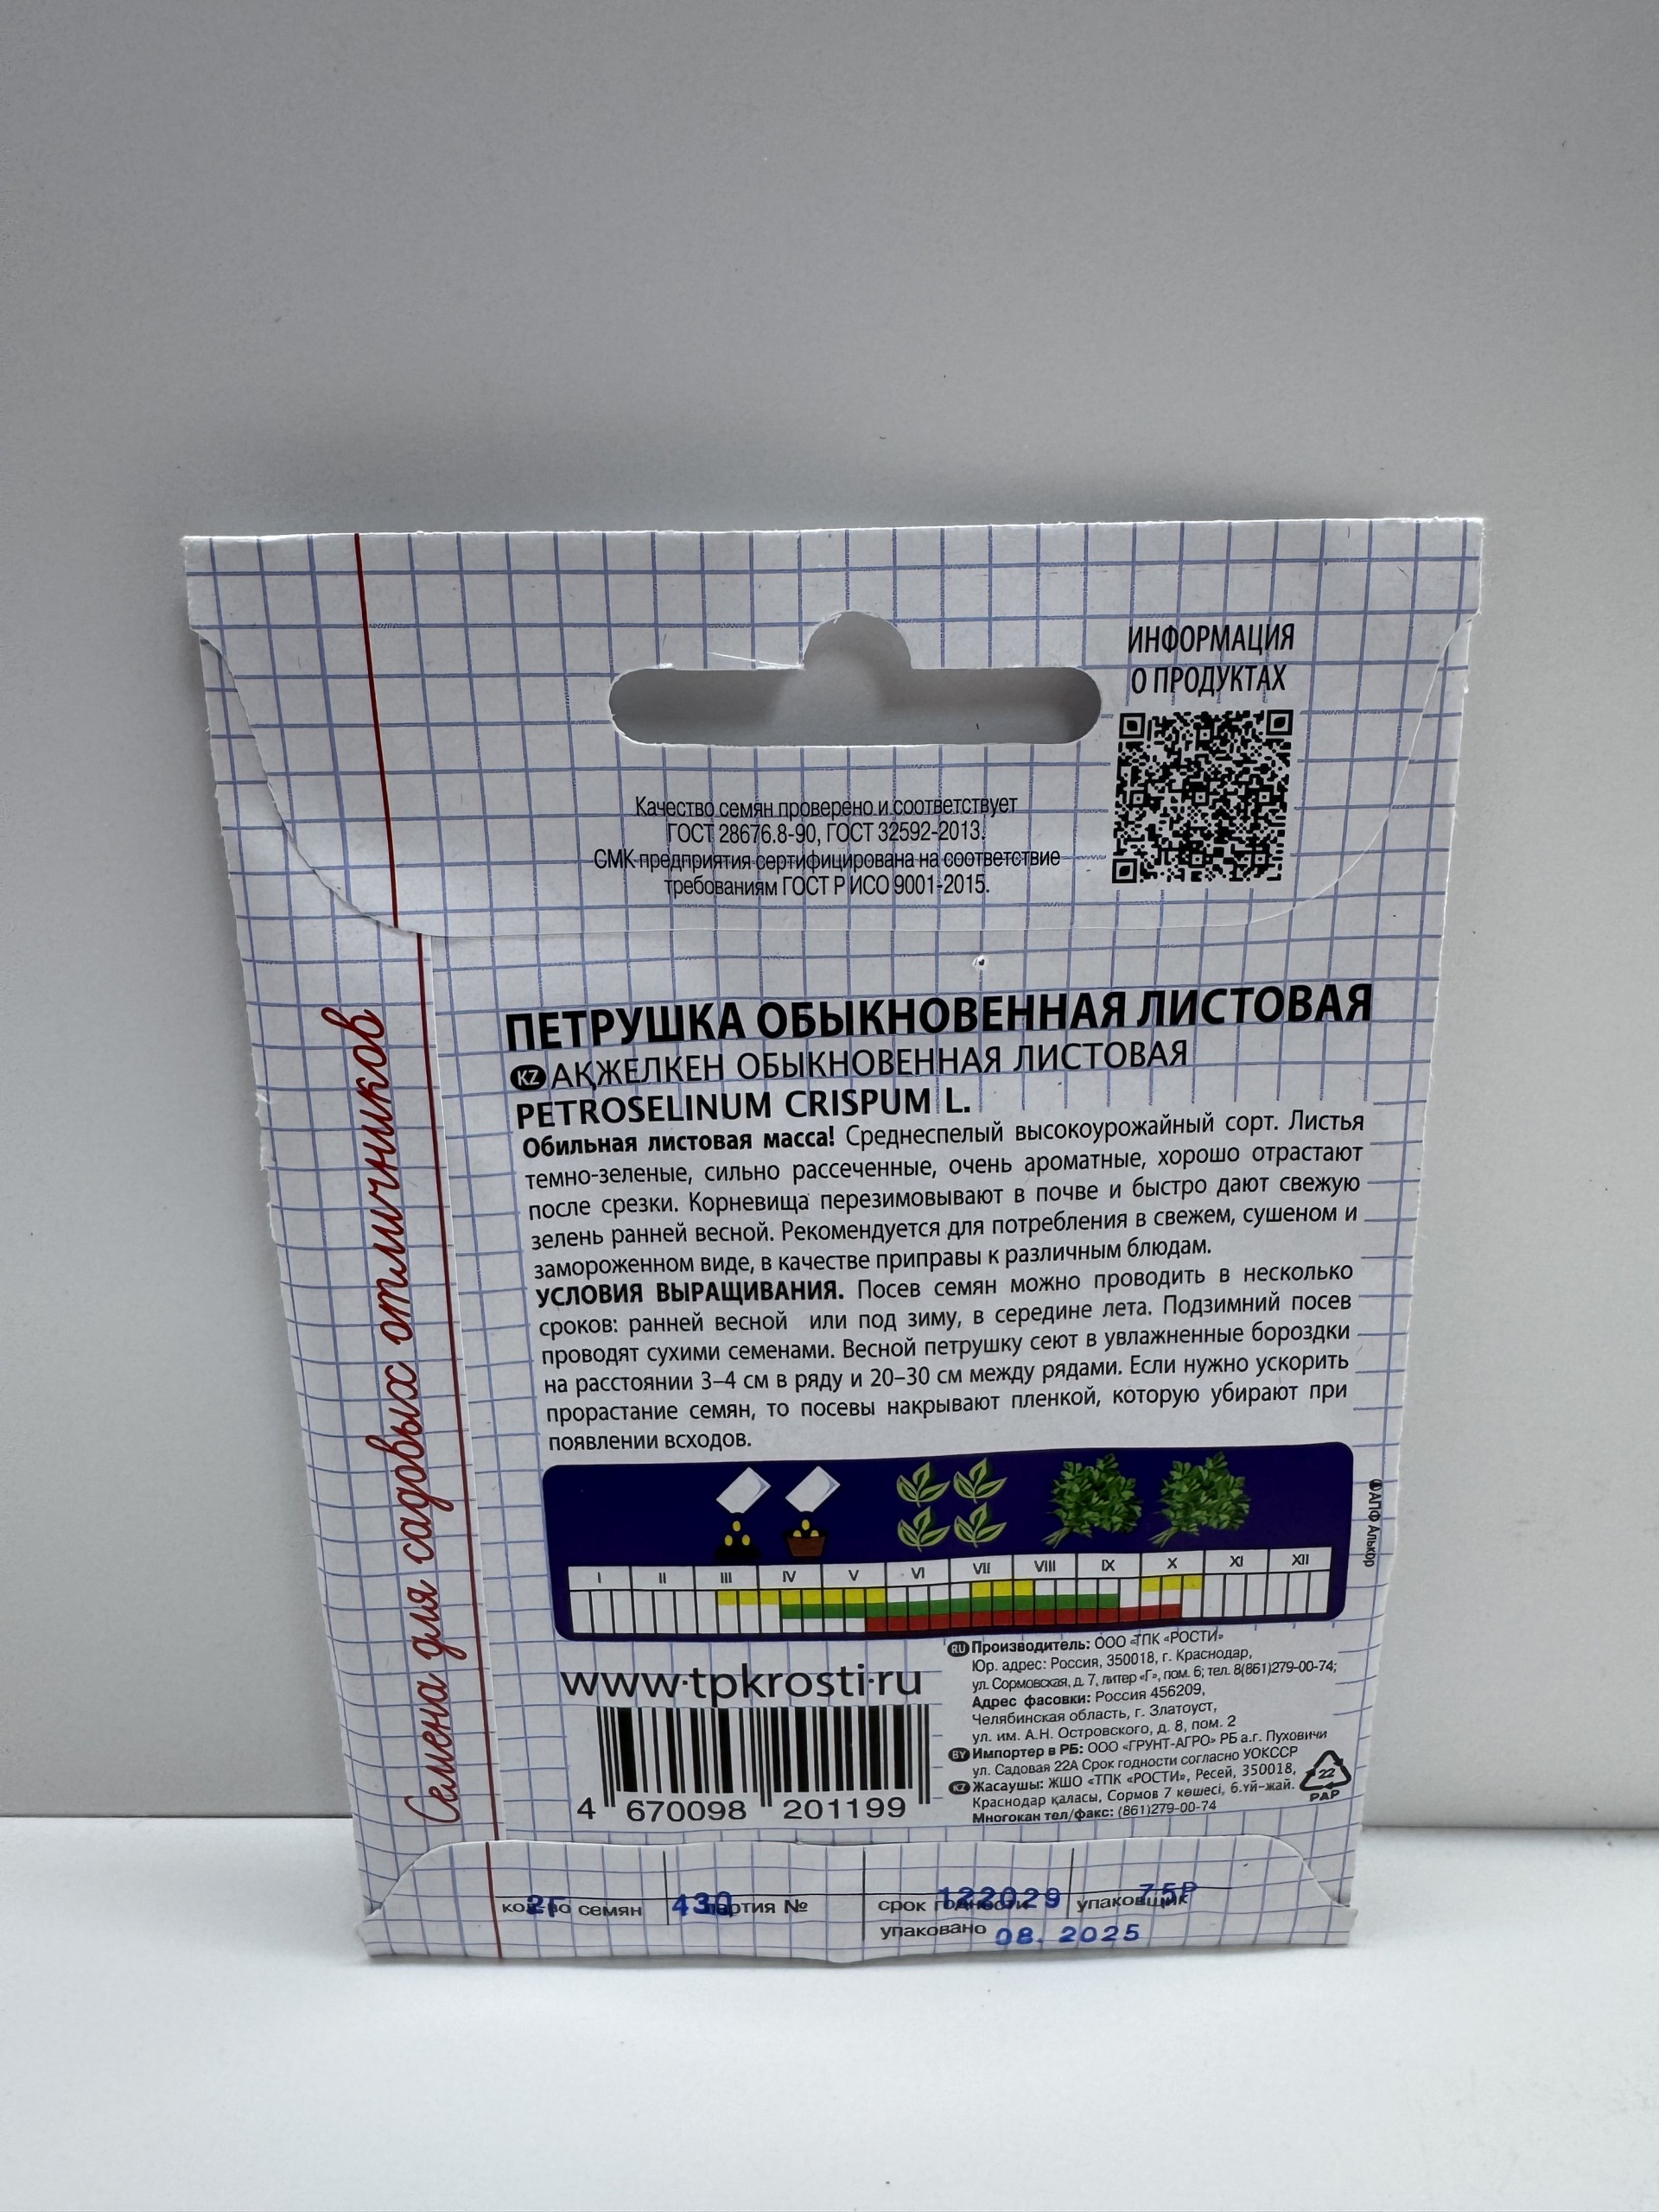 ИНФОРМАЦИЯ
О ПРОДУКТАХ
Качество семян проверено и соответствует
ГОСТ 28676.8-90, ГОСТ 32592-2013.
СМК предприятия сертифицирована на соответствие
требованиям ГОСТ Р ИСО 9001-2015.
Семена для садовых отличников
ПЕТРУШКА ОБЫКНОВЕННАЯ ЛИСТОВАЯ
KZ АҚЖЕЛКЕН ОБЫКНОВЕННАЯ ЛИСТОВАЯ
PETROSELINUM CRISPUM L.
Обильная листовая масса! Среднеспелый высокоурожайный сорт. Листья
темно-зеленые, сильно рассеченные, очень ароматные, хорошо отрастают
после срезки. Корневища перезимовывают в почве и быстро дают свежую
зелень ранней весной. Рекомендуется для потребления в свежем, сушеном и
замороженном виде, в качестве приправы к различным блюдам.
УСЛОВИЯ ВЫРАЩИВАНИЯ. Посев семян можно проводить в несколько
сроков: ранней весной или под зиму, в середине лета. Подзимний посев
проводят сухими семенами. Весной петрушку сеют в увлажненные бороздки
на расстоянии 3–4 см в ряду и 20–30 см между рядами. Если нужно ускорить
прорастание семян, то посевы накрывают пленкой, которую убирают при
появлении всходов.
I II III IV V VI VII VIII IX X XI XII
АПФ Алькор
www.tpkrosti.ru
4 670098 201199
RU Производитель: ООО «ТПК «РОСТИ»
Юр. адрес: Россия, 350018, г. Краснодар,
ул. Сормовская, д. 7, литер «Г», пом. 6; тел. 8(861)279-00-74;
Адрес фасовки: Россия 456209,
Челябинская область, г. Златоуст,
ул. им. А.Н. Островского, д. 8, пом. 2
BY Импортер в РБ: ООО «ГРУНТ-АГРО» РБ а.г. Пуховичи
ул. Садовая 22А Срок годности согласно УОКССР
KZ Жасаушы: ЖШО «ТПК «РОСТИ», Ресей, 350018,
Краснодар қаласы, Сормов 7 көшесі, 6.үй-жай.
Многокан тел/факс: (861)279-00-74
22
PAP
кол-во семян 2Г
партия № 430
срок годности 122029
упаковщик 75Р
упаковано 08. 2025